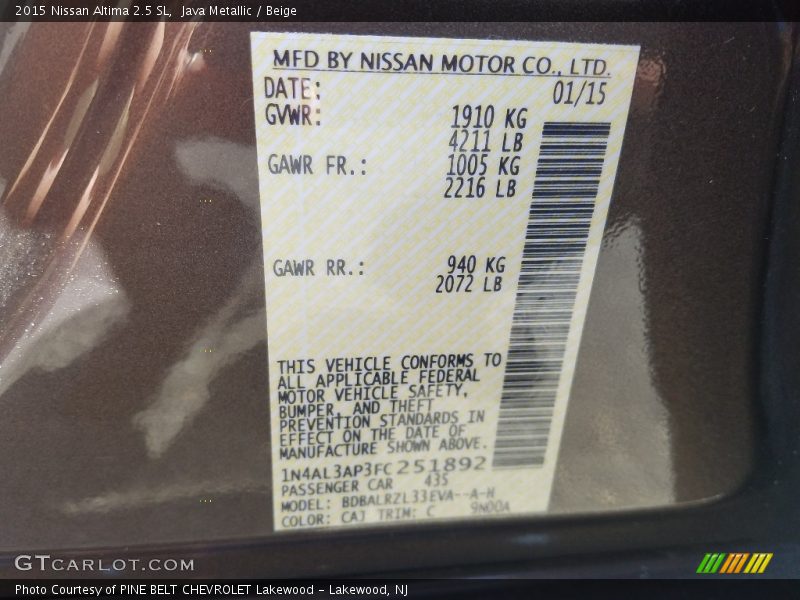 2015 Nissan Altima 2.5 SL, Java Metallic / Beige
MFD BY NISSAN MOTOR CO., LTD.
DATE: 01/15
GVWR: 1910 KG
4211 LB
GAWR FR.: 1005 KG
2216 LB
GAWR RR.: 940 KG
2072 LB
THIS VEHICLE CONFORMS TO
ALL APPLICABLE FEDERAL
MOTOR VEHICLE SAFETY,
BUMPER, AND THEFT
PREVENTION STANDARDS IN
EFFECT ON THE DATE OF
MANUFACTURE SHOWN ABOVE.
1N4AL3AP3FC251892
PASSENGER CAR 435
MODEL: BDBALRZL33EVA--A-H
COLOR: CAJ TRIM: C 9N00A
GTCARLOT.COM
Photo Courtesy of PINE BELT CHEVROLET Lakewood - Lakewood, NJ